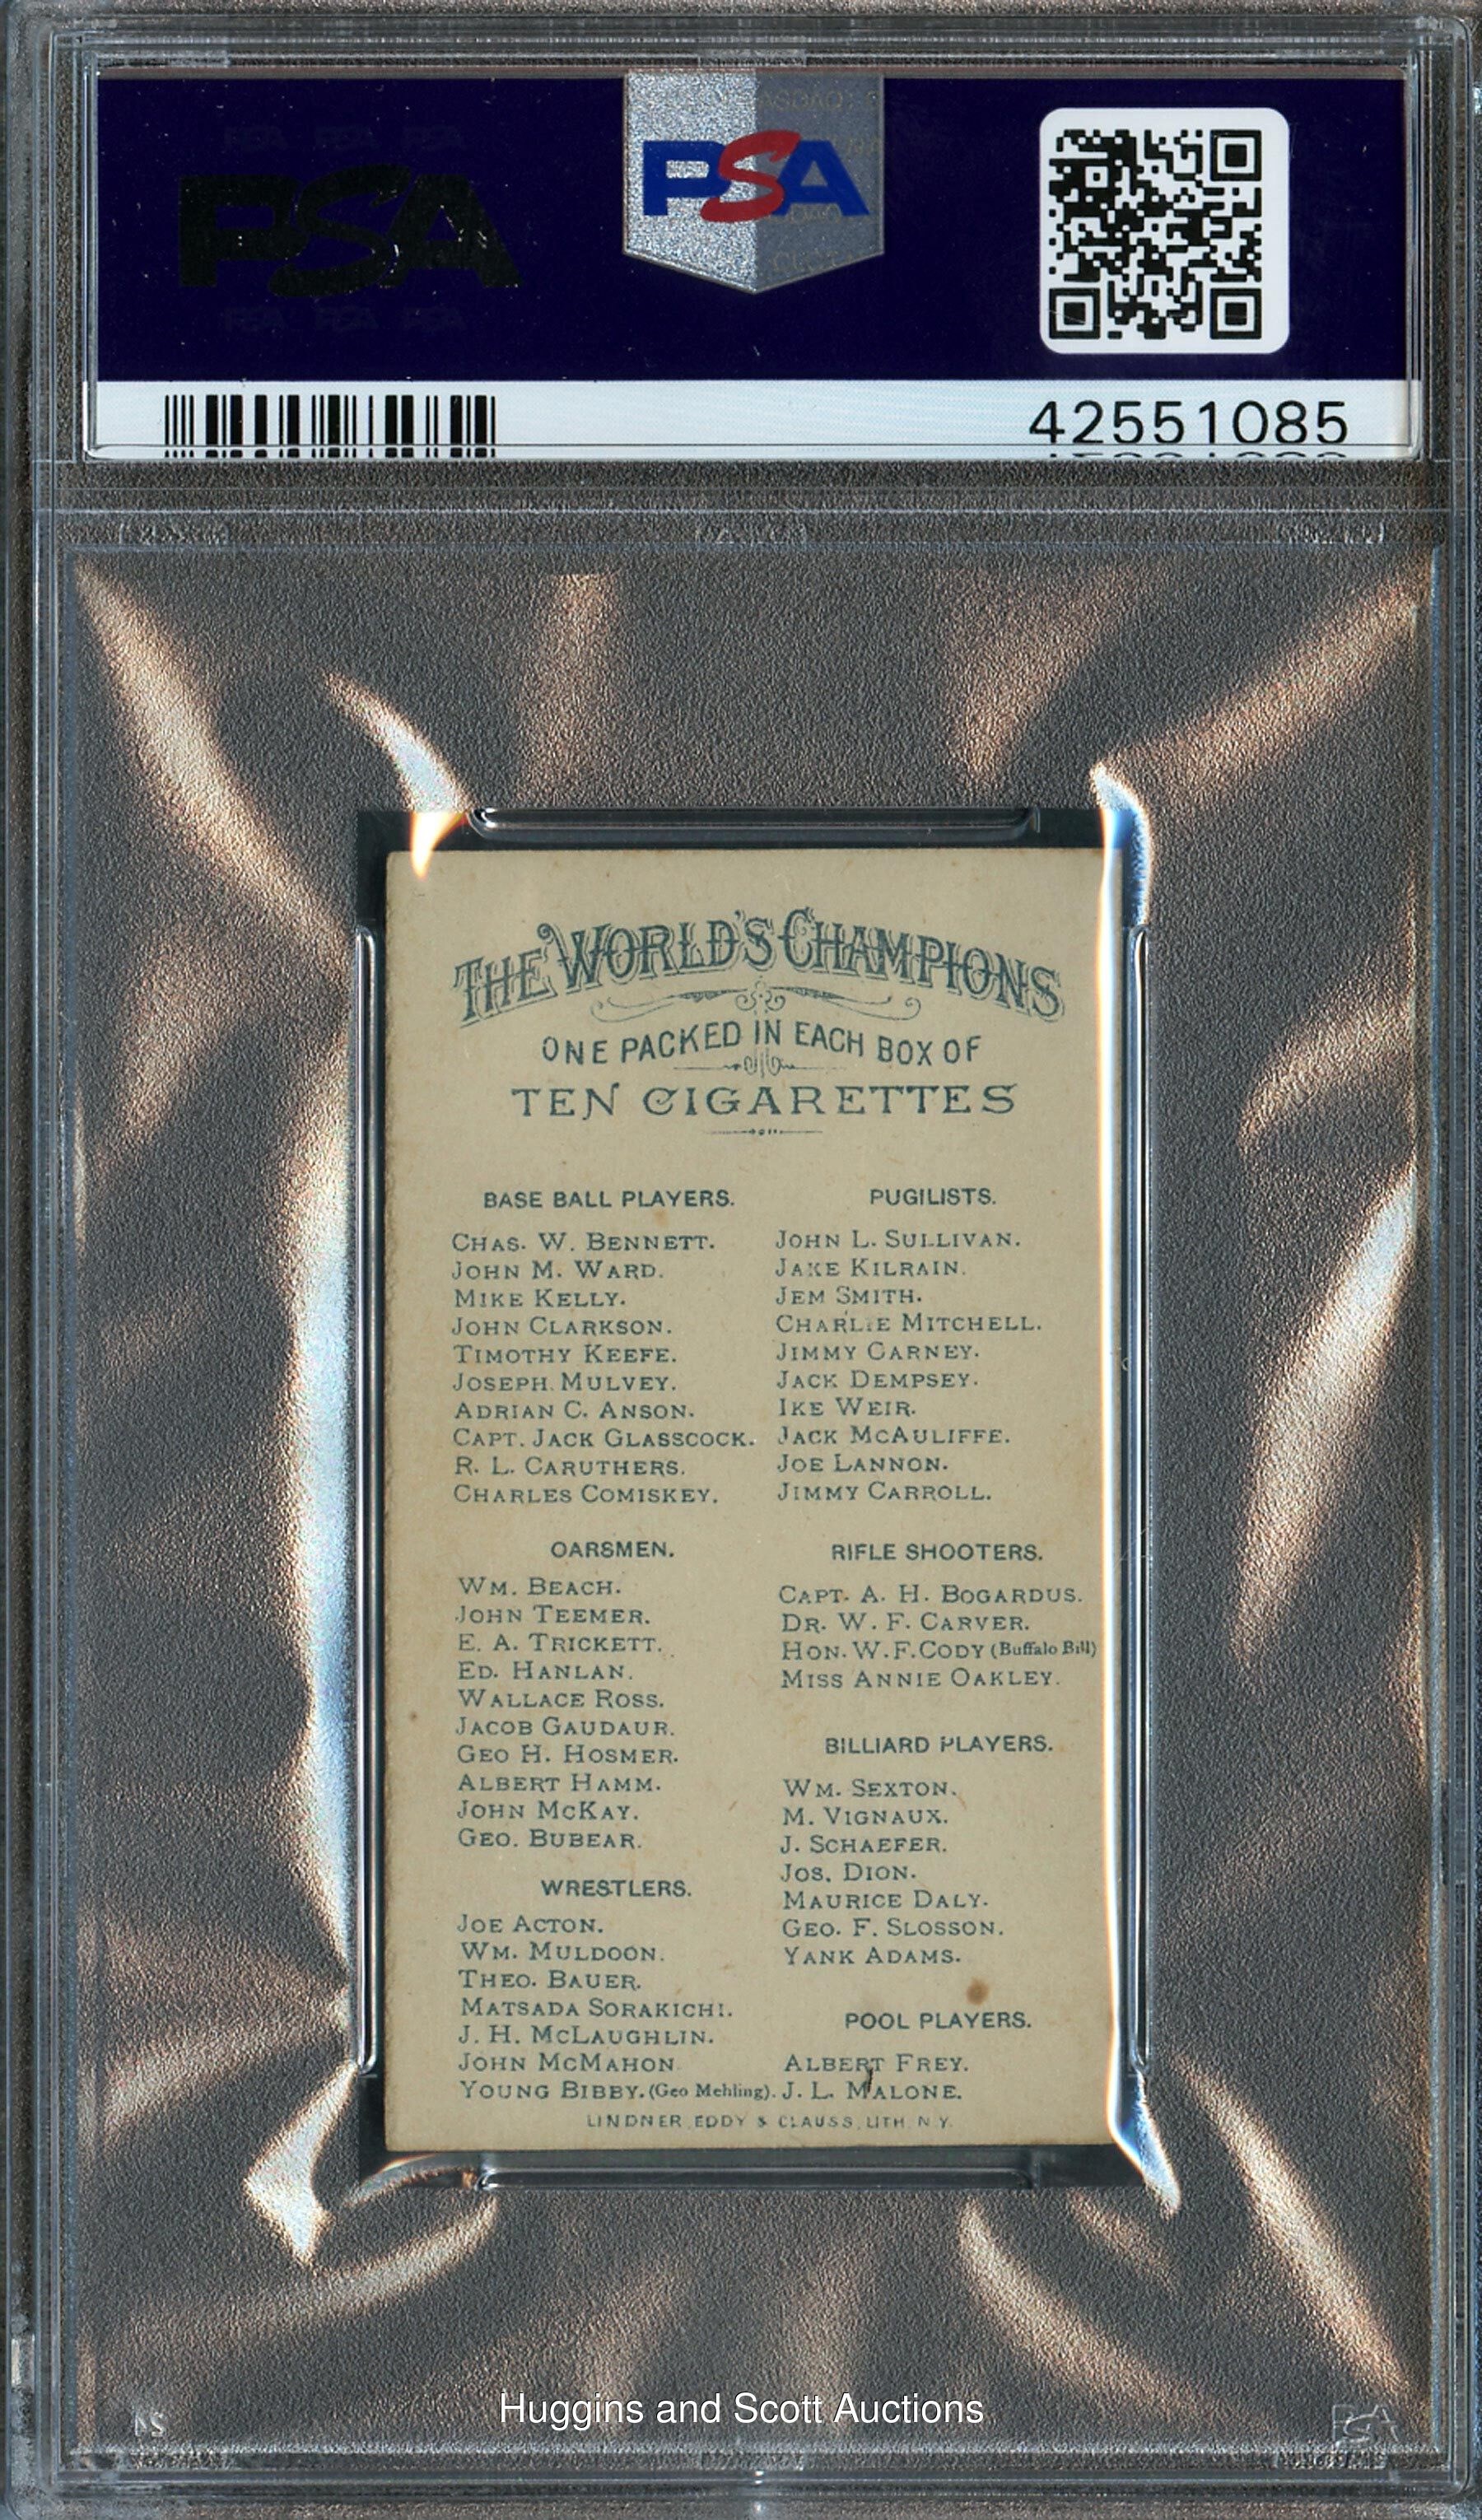 PSA
PSA
42551085
THE WORLD'S CHAMPIONS
ONE PACKED IN EACH BOX OF
TEN CIGARETTES
BASE BALL PLAYERS.
CHAS. W. BENNETT.
JOHN M. WARD.
MIKE KELLY.
JOHN CLARKSON.
TIMOTHY KEEFE.
JOSEPH. MULVEY.
ADRIAN C. ANSON.
CAPT. JACK GLASSCOCK.
R. L. CARUTHERS.
CHARLES COMISKEY.
OARSMEN.
WM. BEACH.
JOHN TEEMER.
E. A. TRICKETT.
ED. HANLAN.
WALLACE ROSS.
JACOB GAUDAUR.
GEO H. HOSMER.
ALBERT HAMM.
JOHN McKAY.
GEO. BUBEAR.
WRESTLERS.
JOE ACTON.
WM. MULDOON.
THEO. BAUER.
MATSADA SORAKICHI.
J. H. McLAUGHLIN.
JOHN McMAHON
YOUNG BIBBY. (Geo Mehling).
PUGILISTS.
JOHN L. SULLIVAN.
JAKE KILRAIN.
JEM SMITH.
CHARLIE MITCHELL.
JIMMY CARNEY.
JACK DEMPSEY.
IKE WEIR.
JACK McAULIFFE.
JOE LANNON.
JIMMY CARROLL.
RIFLE SHOOTERS.
CAPT. A. H. BOGARDUS.
DR. W. F. CARVER.
HON. W. F. CODY (Buffalo Bill)
MISS ANNIE OAKLEY.
BILLIARD PLAYERS.
WM. SEXTON.
M. VIGNAUX.
J. SCHAEFER.
JOS. DION.
MAURICE DALY.
GEO. F. SLOSSON.
YANK ADAMS.
POOL PLAYERS.
ALBERT FREY.
J. L. MALONE.
LINDNER, EDDY & CLAUSS, LITH. N.Y.
Huggins and Scott Auctions
PSA